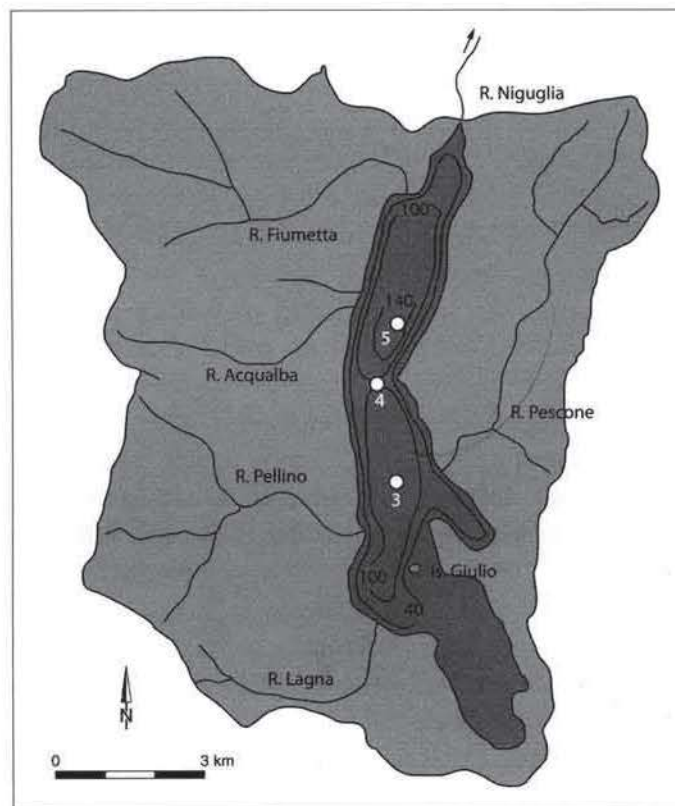 R. Niguglia
100
R. Fiumetta
140
5
R. Acqualba
4
R. Pescone
R. Pellino
3
is. Giulio
100
40
R. Lagna
N
0 3 km